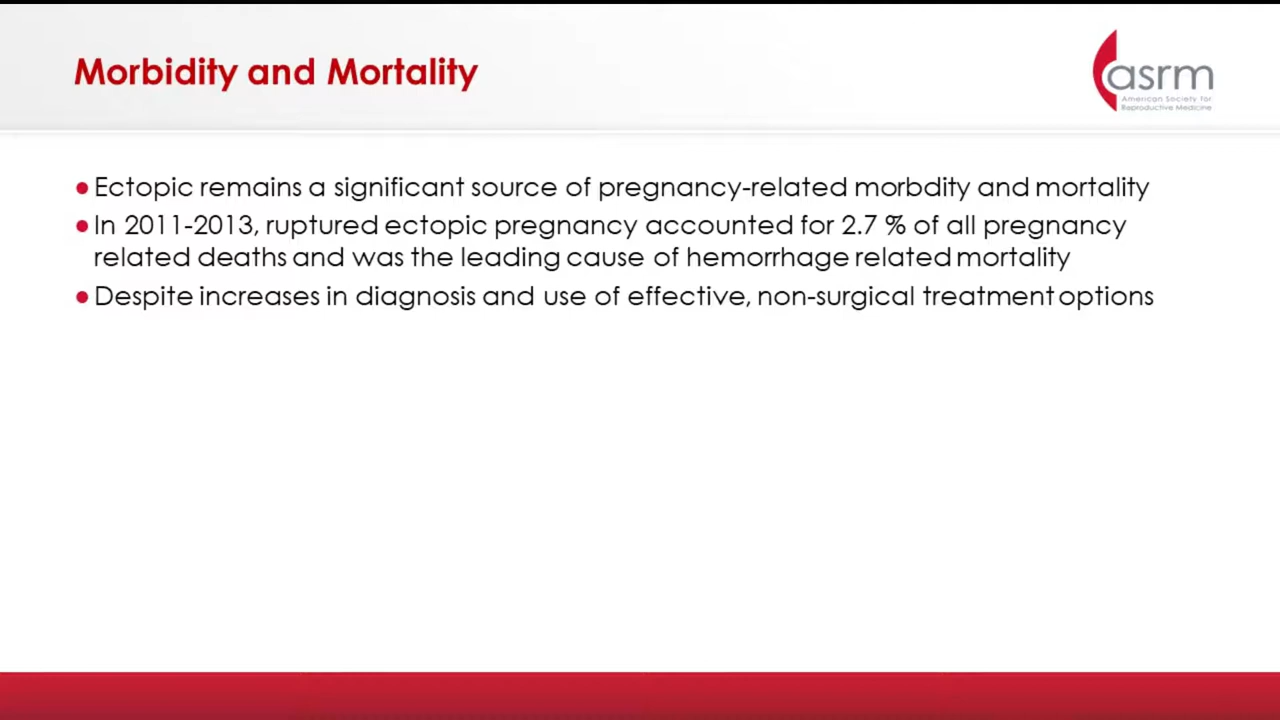 Morbidity and Mortality
asrm
American Society for
Reproductive Medicine
● Ectopic remains a significant source of pregnancy-related morbdity and mortality
● In 2011-2013, ruptured ectopic pregnancy accounted for 2.7 % of all pregnancy
related deaths and was the leading cause of hemorrhage related mortality
● Despite increases in diagnosis and use of effective, non-surgical treatment options